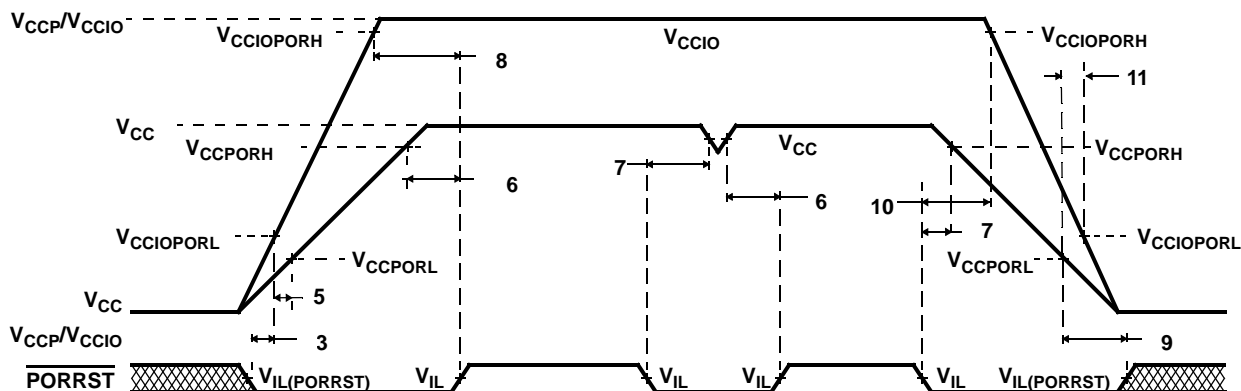 VCCP/VCCIO
VCCIOPORH
VCCIO
VCCIOPORH
8
11
VCC
VCCPORH
VCC
VCCPORH
6
7
6
10
7
VCCIOPORL
VCCPORL
VCCPORL
VCCIOPORL
VCC
5
VCCP/VCCIO
3
9
PORRST
VIL(PORRST)
VIL
VIL
VIL
VIL
VIL(PORRST)